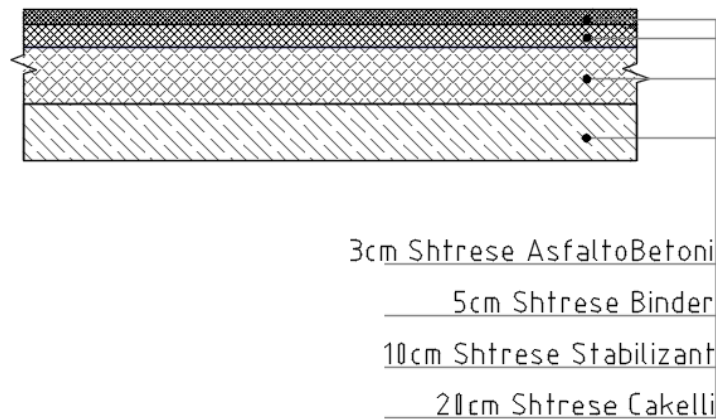 3cm Shtrese AsfaltoBetoni
5cm Shtrese Binder
10cm Shtrese Stabilizant
20cm Shtrese Cakelli